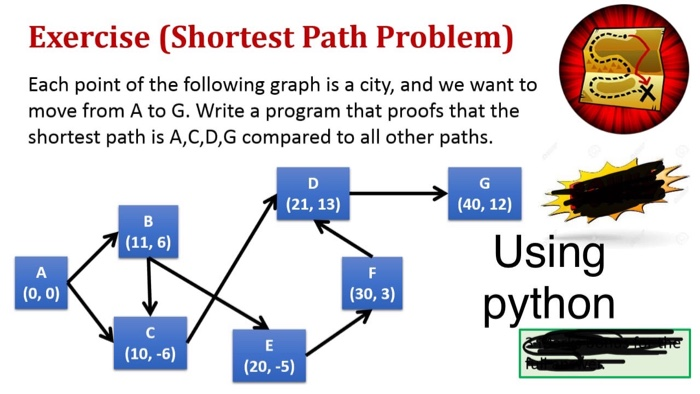 Exercise (Shortest Path Problem)
Each point of the following graph is a city, and we want to
move from A to G. Write a program that proofs that the
shortest path is A,C,D,G compared to all other paths.
D
(21, 13)
G
(40, 12)
B
(11, 6)
A
(0, 0)
F
(30, 3)
C
(10, -6)
E
(20, -5)
Using
python
the